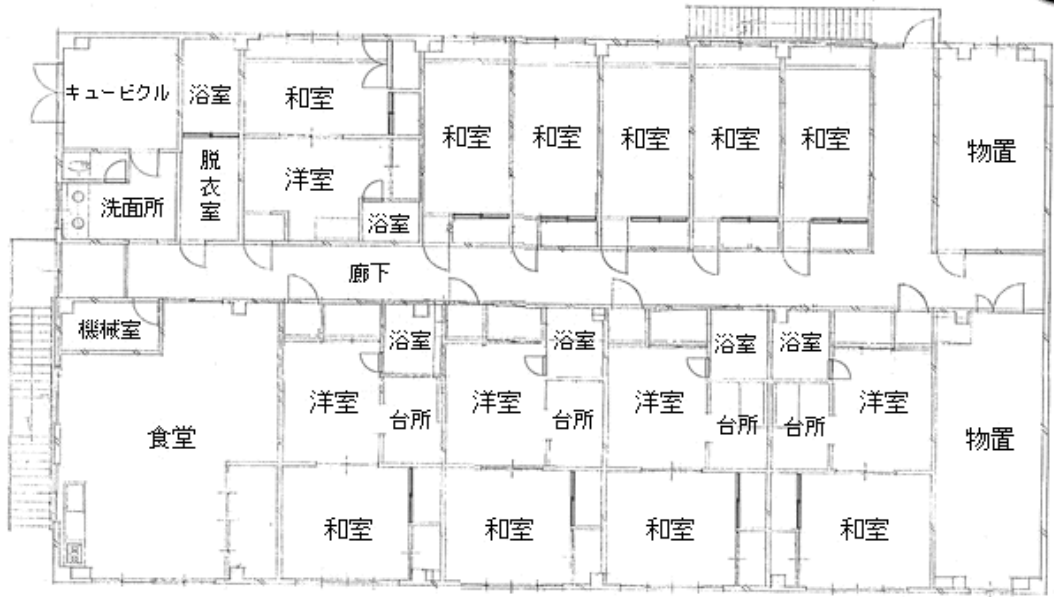 キュービクル
浴室
和室
和室
和室
和室
和室
和室
物置
脱衣室
洋室
洗面所
浴室
廊下
機械室
浴室
浴室
浴室
浴室
洋室
台所
洋室
台所
洋室
台所
台所
洋室
食堂
物置
和室
和室
和室
和室